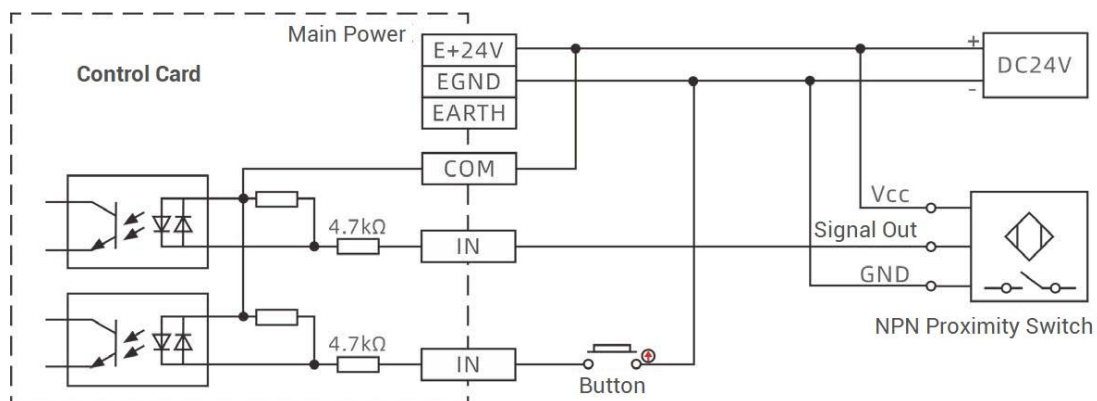 Main Power
Control Card
E+24V
EGND
EARTH
COM
IN
IN
4.7kΩ
4.7kΩ
+
DC24V
-
Vcc
Signal Out
GND
NPN Proximity Switch
Button